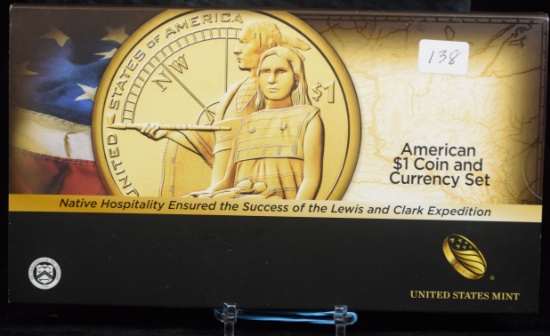 138
UNITED STATES OF AMERICA
NW
$1
American
$1 Coin and
Currency Set
Native Hospitality Ensured the Success of the Lewis and Clark Expedition
UNITED STATES MINT